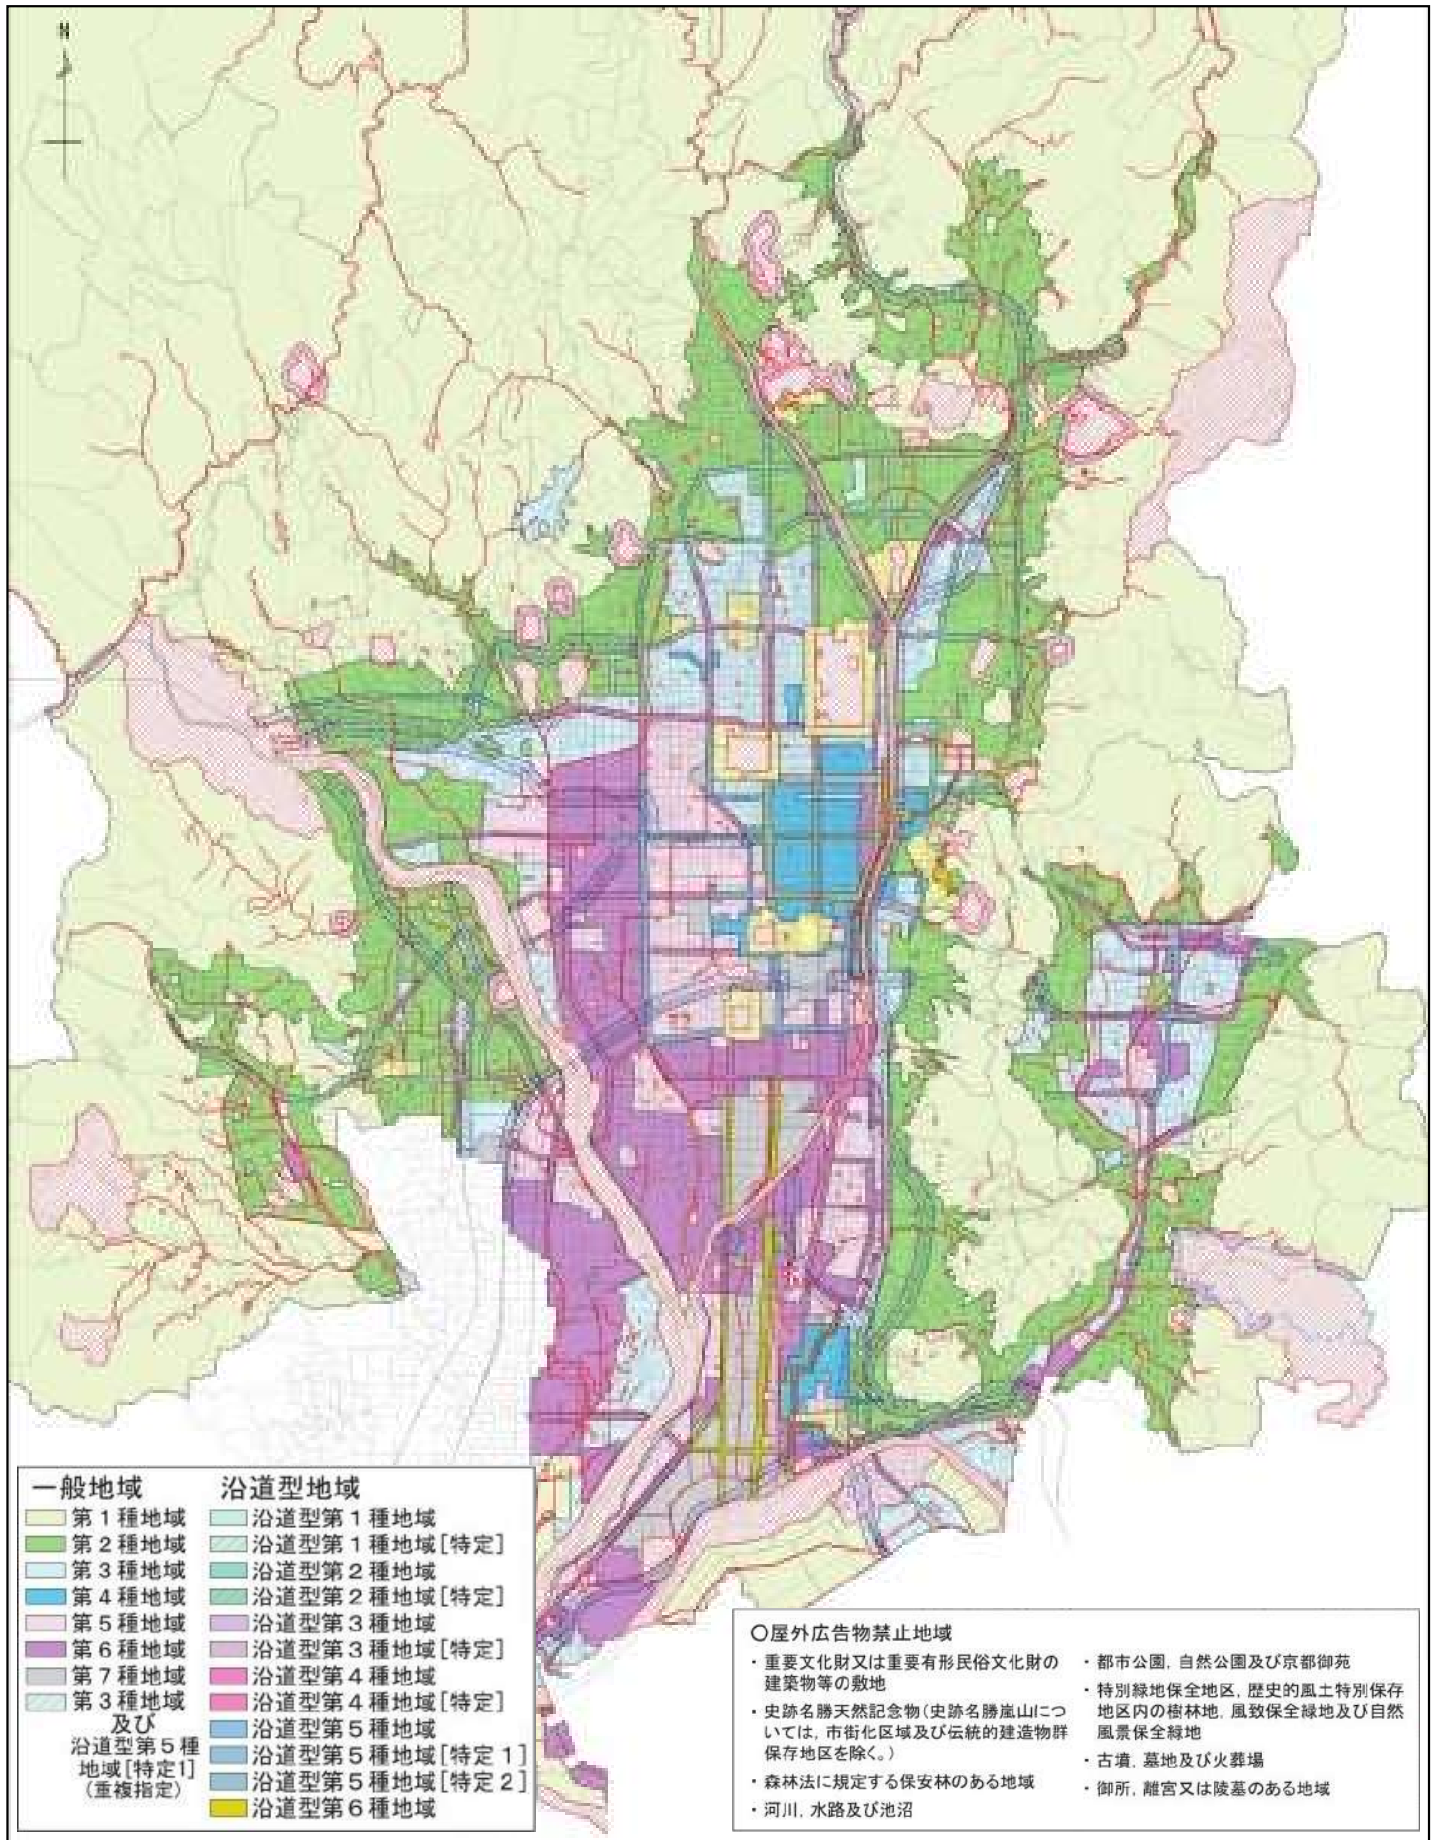 N
一般地域
第1種地域
第2種地域
第3種地域
第4種地域
第5種地域
第6種地域
第7種地域
第3種地域
及び
沿道型第5種
地域[特定1]
(重複指定)
沿道型地域
沿道型第1種地域
沿道型第1種地域[特定]
沿道型第2種地域
沿道型第2種地域[特定]
沿道型第3種地域
沿道型第3種地域[特定]
沿道型第4種地域
沿道型第4種地域[特定]
沿道型第5種地域
沿道型第5種地域[特定1]
沿道型第5種地域[特定2]
沿道型第6種地域
○屋外広告物禁止地域
・重要文化財又は重要有形民俗文化財の
建築物等の敷地
・史跡名勝天然記念物(史跡名勝嵐山につ
いては，市街化区域及び伝統的建造物群
保存地区を除く。)
・森林法に規定する保安林のある地域
・河川，水路及び池沼
・都市公園，自然公園及び京都御苑
・特別緑地保全地区，歴史的風土特別保存
地区内の樹林地，風致保全緑地及び自然
風景保全緑地
・古墳，墓地及び火葬場
・御所，離宮又は陵墓のある地域